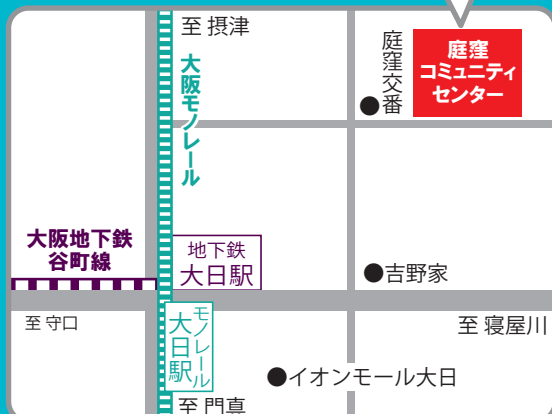 至 摂津
大阪モノレール
庭窪交番
庭窪
コミュニティ
センター
大阪地下鉄
谷町線
地下鉄
大日駅
吉野家
至 守口
モノレール
大日駅
至 寝屋川
イオンモール大日
至 門真